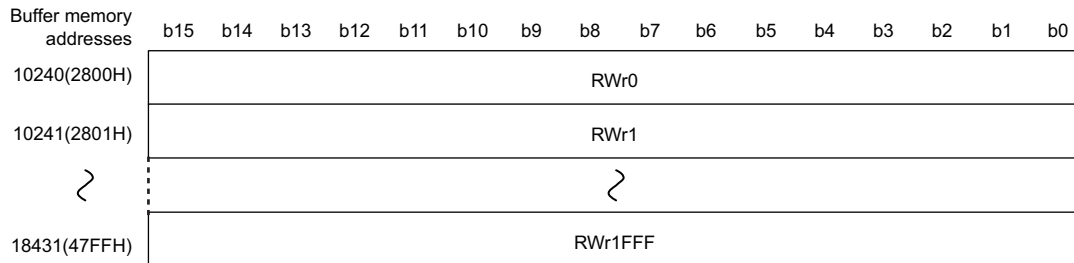 Buffer memory
addresses
b15 b14 b13 b12 b11 b10 b9 b8 b7 b6 b5 b4 b3 b2 b1 b0
10240(2800H) RWr0
10241(2801H) RWr1
18431(47FFH) RWr1FFF